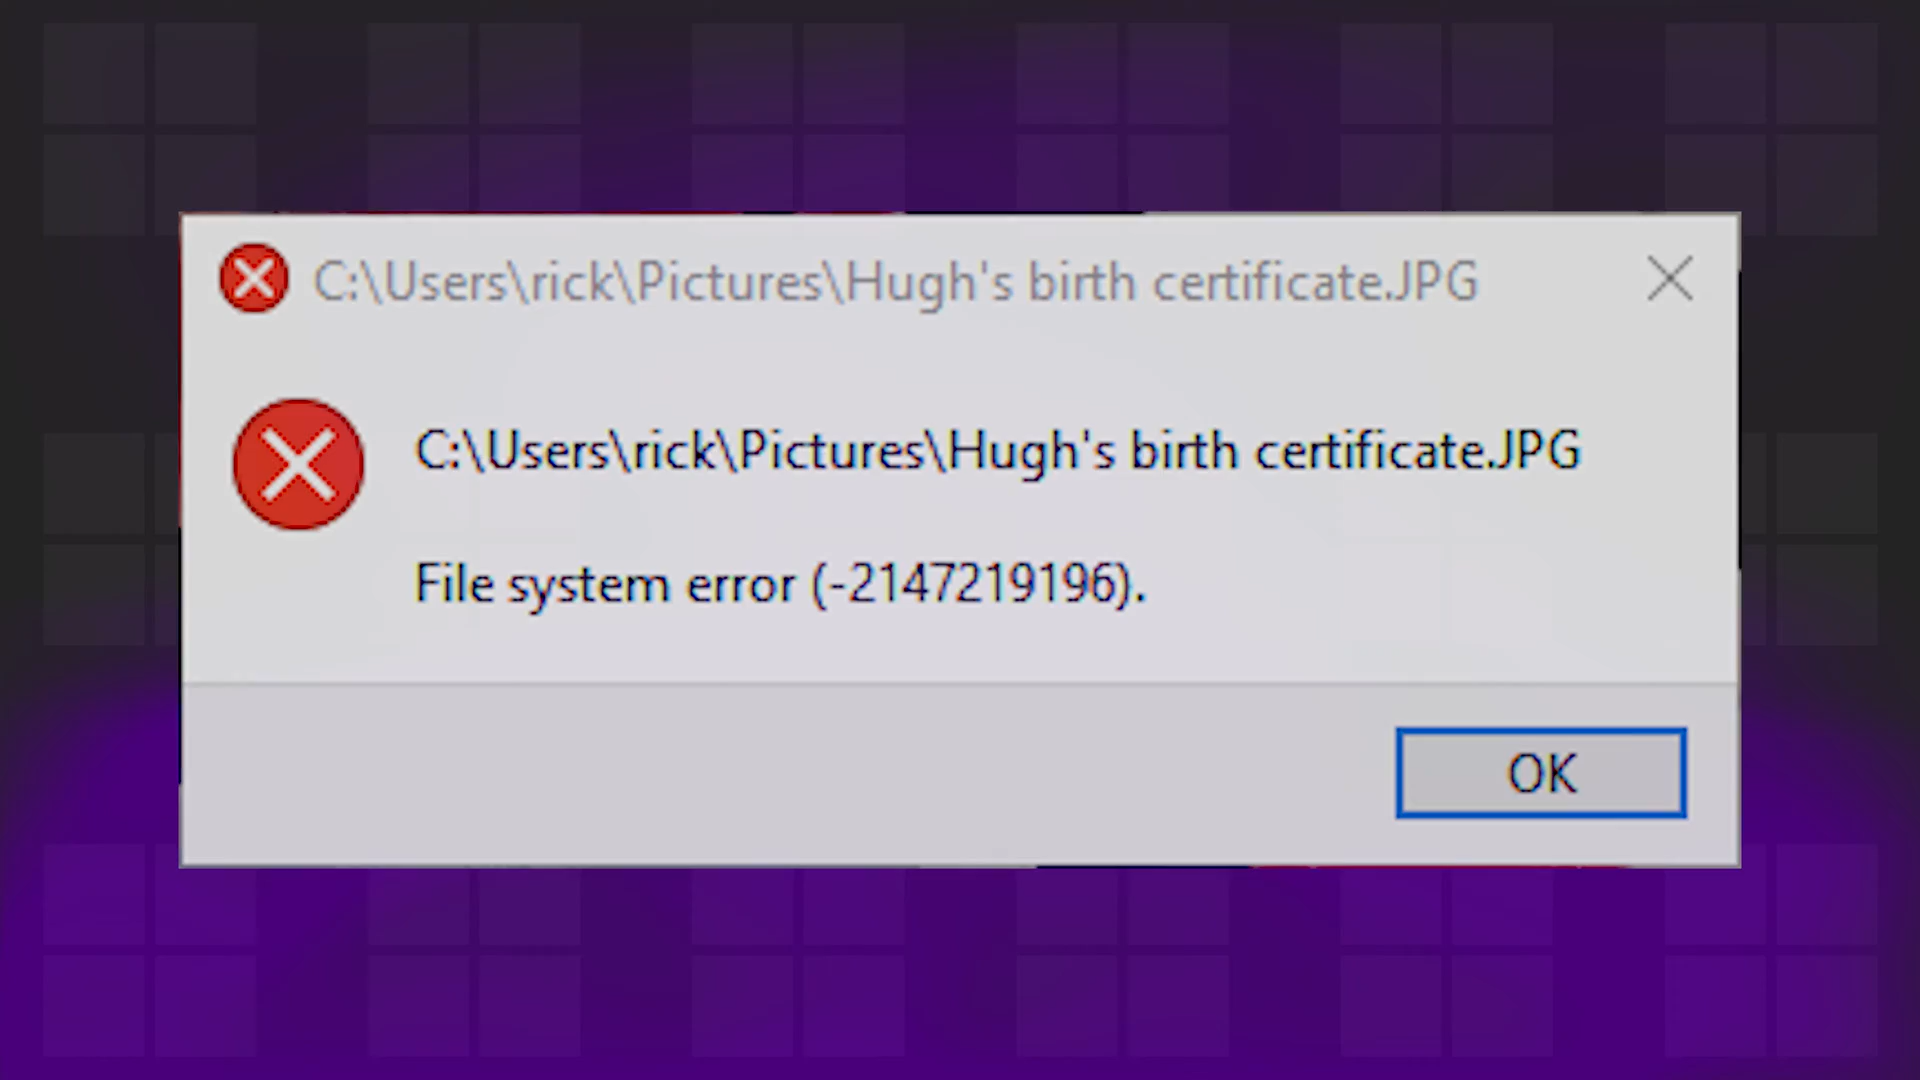 C:\Users\rick\Pictures\Hugh's birth certificate.JPG
C:\Users\rick\Pictures\Hugh's birth certificate.JPG
File system error (-2147219196).
OK